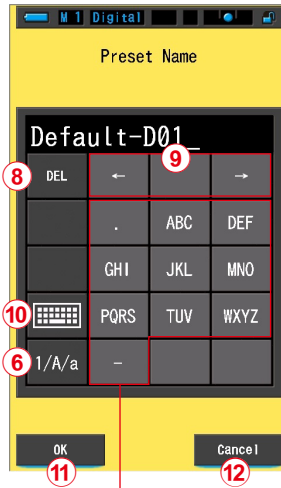 M 1 Digital
Preset Name
Default-D01_
9
8 DEL ← →
. ABC DEF
GHI JKL MNO
10 PQRS TUV WXYZ
6 1/A/a –
OK Cancel
11 12